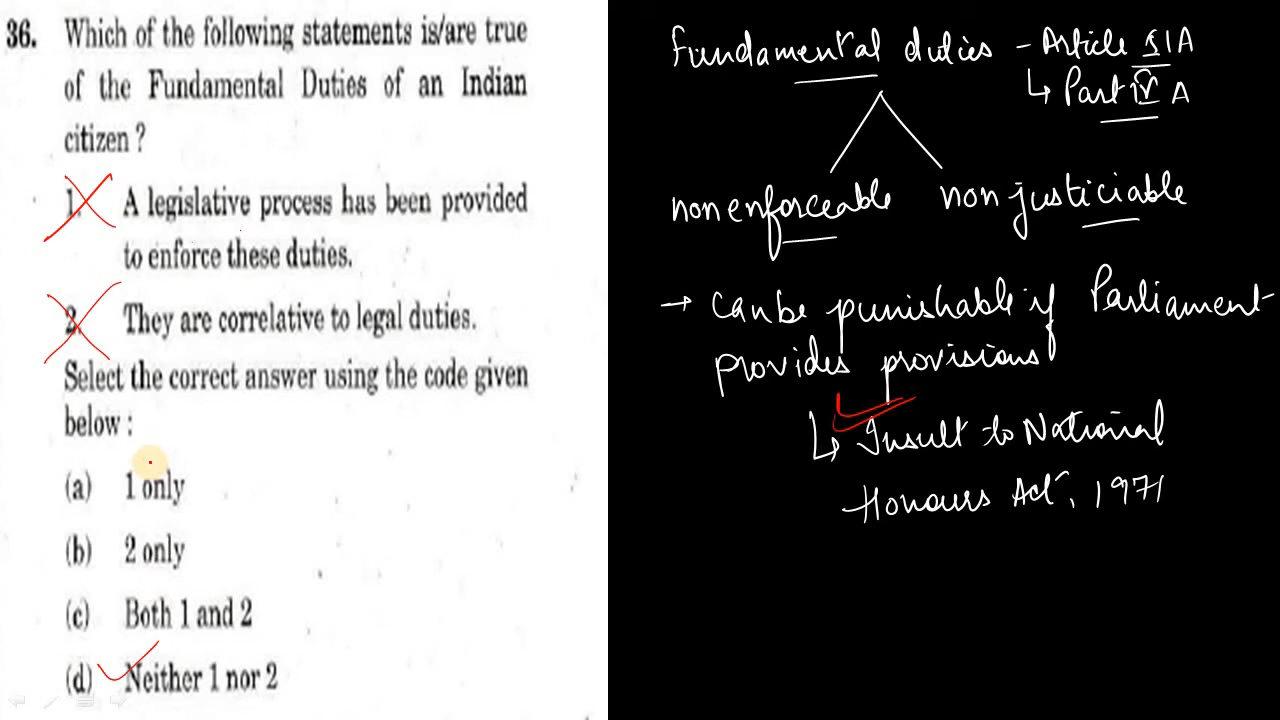 36. Which of the following statements is/are true
of the Fundamental Duties of an Indian
citizen ?
1. A legislative process has been provided
to enforce these duties.
2. They are correlative to legal duties.
Select the correct answer using the code given
below :
(a) 1 only
(b) 2 only
(c) Both 1 and 2
(d) Neither 1 nor 2
Fundamental duties - Article 51A
↳ Part IV A
non enforceable non justiciable
→ Can be punishable if Parliament
provides provisions
↳ Insult to National
Honours Act, 1971